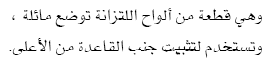 وهي قطعة من ألواح اللتزانة توضع مائلة ،
وتستخدم لتثبيت جنب القاعدة من الأعلى.